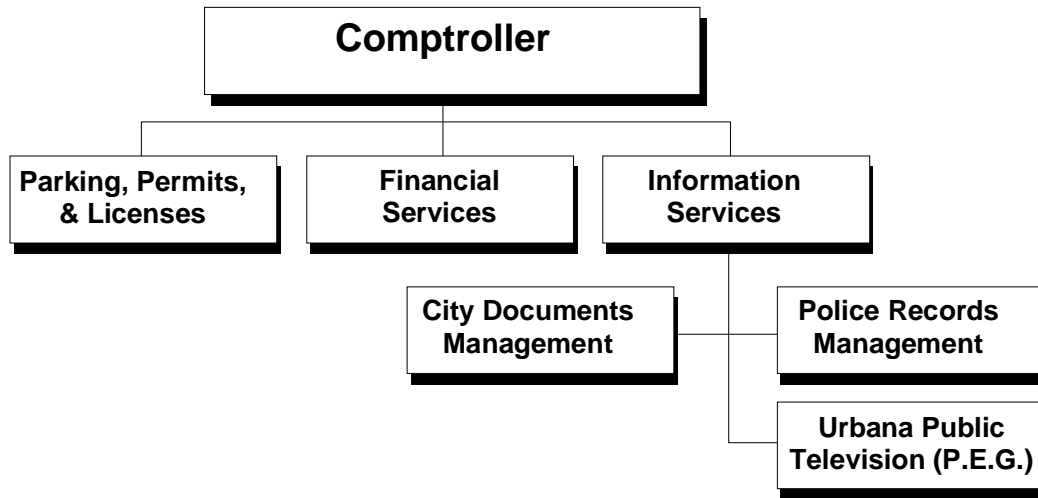 Comptroller
Parking, Permits,
& Licenses
Financial
Services
Information
Services
City Documents
Management
Police Records
Management
Urbana Public
Television (P.E.G.)